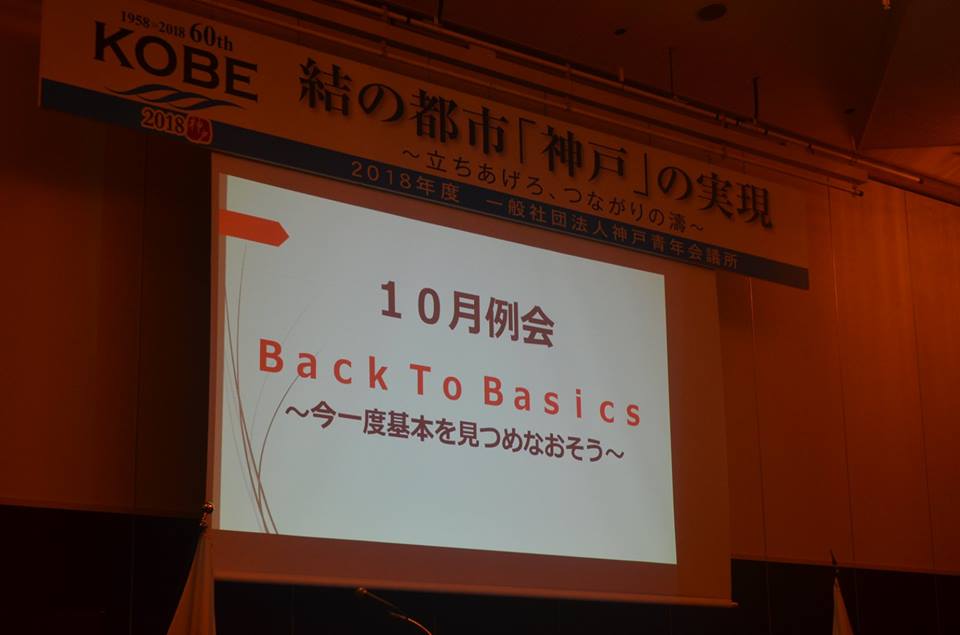 1958-2018 60th
KOBE
2018
結の都市「神戸」の実現
~立ちあげろ、つながりの濤~
2018年度 一般社団法人神戸青年会議所
10月例会
Back To Basics
~今一度基本を見つめなおそう~